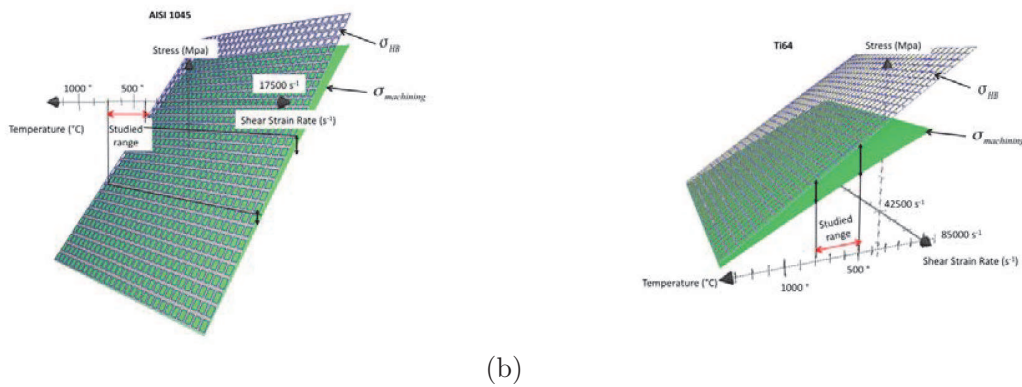 AISI 1045
Stress (Mpa)
σHB
1000 °
500 °
17500 s-1
σmachining
Temperature (°C)
Studied
range
Shear Strain Rate (s-1)
Ti64
Stress (Mpa)
σHB
σmachining
42500 s-1
Studied
range
85000 s-1
500 °
Shear Strain Rate (s-1)
Temperature (°C)
1000 °
(b)